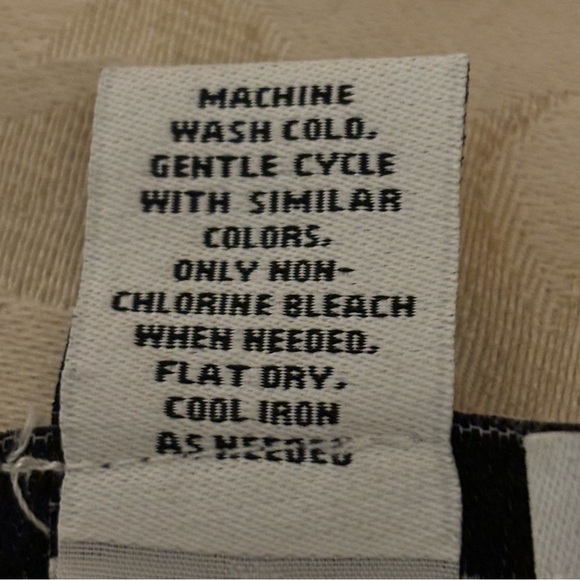 MACHINE
WASH COLD,
GENTLE CYCLE
WITH SIMILAR
COLORS.
ONLY NON-
CHLORINE BLEACH
WHEN NEEDED.
FLAT DRY.
COOL IRON
AS NEEDED